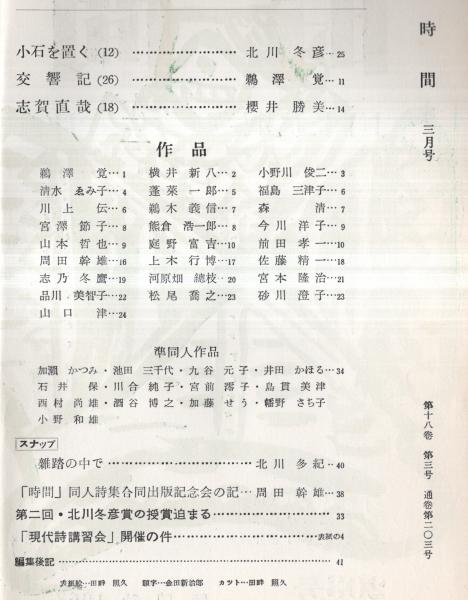 時間 三月号
小石を置く (12) …………………… 北川冬彦…25
交響記 (26) …………………… 鵜澤覚…11
志賀直哉 (18) …………………… 櫻井勝美…14
作品
鵜澤覚…1 横井新八…2 小野川俊二…3
清水ゑみ子…4 蓬萊一郎…5 福島三津子…6
川上伝…6 鵜木義信…7 森清…7
宮澤節子…8 熊倉浩一郎…8 今川洋子…9
山本哲也…9 庭野富吉…10 前田孝一…10
周田幹雄…16 上木行博…17 佐藤精一…18
志乃冬鷹…19 河原畑總枝…20 宮本隆治…21
品川美智子…22 松尾喬之…23 砂川澄子…23
山口津…24
準同人作品
加瀬かつみ・池田三千代・九谷元子・井田かほる…34
石井保・川合純子・宮前澪子・島貫美津
西村尚雄・酒谷博之・加藤せう・幡野さち子
小野和雄
スナップ
雑踏の中で …………………… 北川多紀…40
「時間」同人詩集合同出版記念会の記…周田幹雄…38
第二回・北川冬彦賞の授賞迫まる …………………… 33
「現代詩講習会」開催の件 …………………… 表紙の4
編集後記 …………………… 41
表紙絵…田畔照久 題字…会田新治郎 カット…田畔照久
第十八巻 第三号 通巻第二〇三号